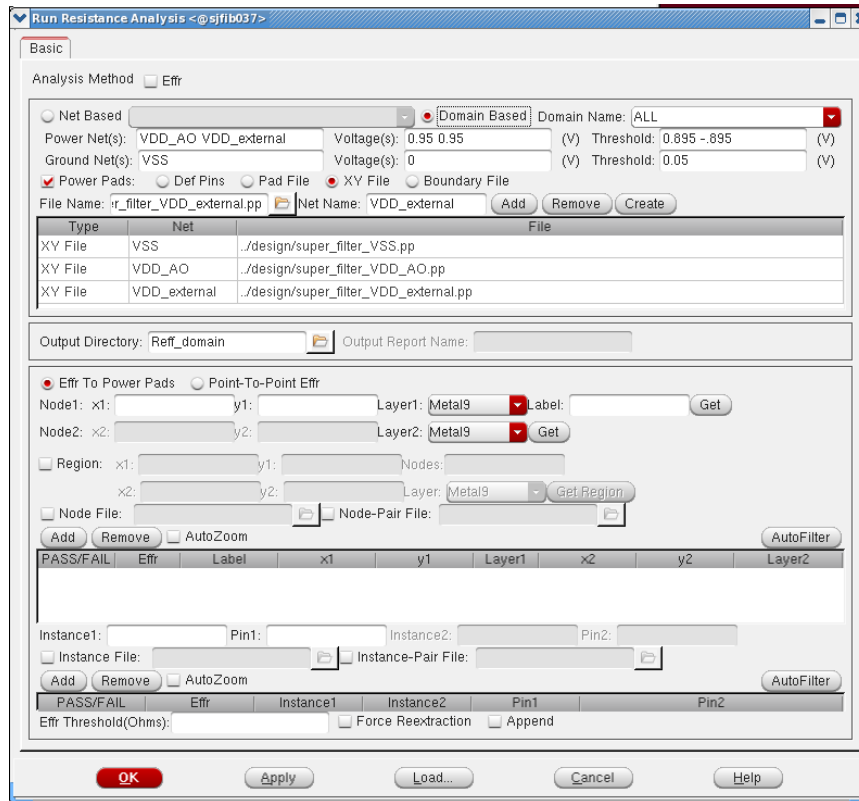 Run Resistance Analysis <@sjfib037>
Basic
Analysis Method Effr
Net Based Domain Based Domain Name: ALL
Power Net(s): VDD_AO VDD_external Voltage(s): 0.95 0.95 (V) Threshold: 0.895 -.895 (V)
Ground Net(s): VSS Voltage(s): 0 (V) Threshold: 0.05 (V)
Power Pads: Def Pins Pad File XY File Boundary File
File Name: r_filter_VDD_external.pp Net Name: VDD_external Add Remove Create
Type Net File
XY File VSS ../design/super_filter_VSS.pp
XY File VDD_AO ../design/super_filter_VDD_AO.pp
XY File VDD_external ../design/super_filter_VDD_external.pp
Output Directory: Reff_domain Output Report Name:
Effr To Power Pads Point-To-Point Effr
Node1: x1: y1: Layer1: Metal9 Label: Get
Node2: x2: y2: Layer2: Metal9 Get
Region: x1: y1: Nodes:
x2: y2: Layer: Metal9 Get Region
Node File: Node-Pair File:
Add Remove AutoZoom AutoFilter
PASS/FAIL Effr Label x1 y1 Layer1 x2 y2 Layer2
Instance1: Pin1: Instance2: Pin2:
Instance File: Instance-Pair File:
Add Remove AutoZoom AutoFilter
PASS/FAIL Effr Instance1 Instance2 Pin1 Pin2
Effr Threshold(Ohms): Force Reextraction Append
OK Apply Load... Cancel Help